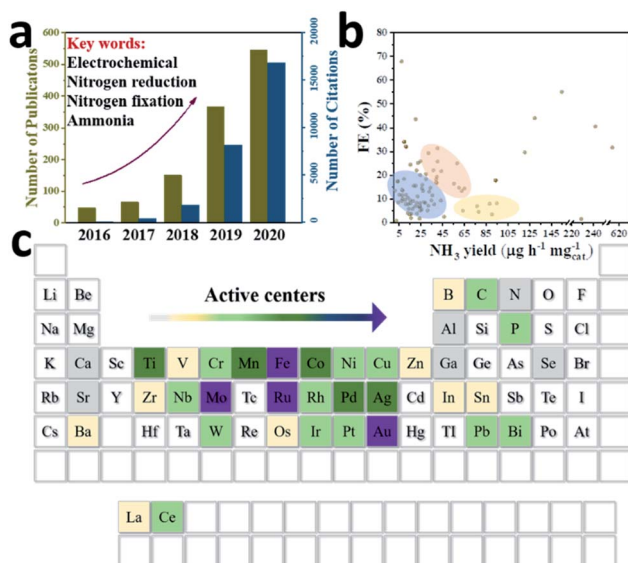 a
Key words:
Electrochemical
Nitrogen reduction
Nitrogen fixation
Ammonia
Number of Publicatons
600
500
400
300
200
100
0
2016 2017 2018 2019 2020
20000
15000
10000
5000
0
Number of Citations
b
FE (%)
80
70
60
50
40
30
20
10
0
5 25 45 65 85 105 145 220 230 620
NH3 yield (μg h-1 mg-1cat.)
c
Active centers
Li Be B C N O F
Na Mg Al Si P S Cl
K Ca Sc Ti V Cr Mn Fe Co Ni Cu Zn Ga Ge As Se Br
Rb Sr Y Zr Nb Mo Tc Ru Rh Pd Ag Cd In Sn Sb Te I
Cs Ba Hf Ta W Re Os Ir Pt Au Hg Tl Pb Bi Po At
La Ce